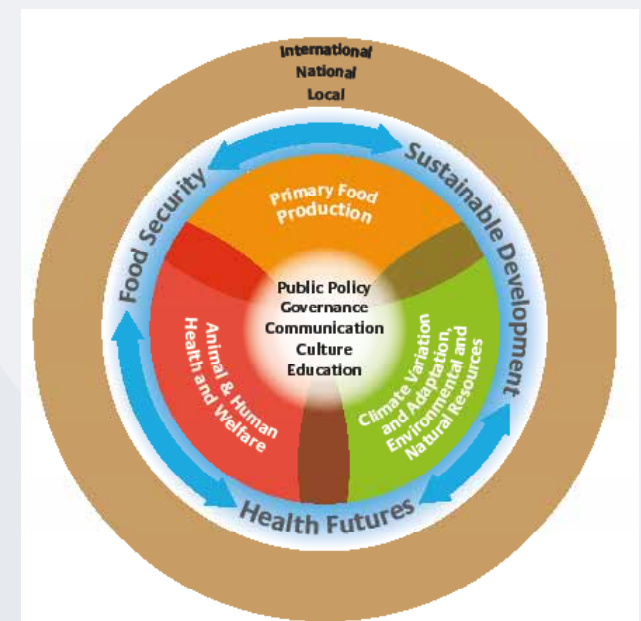 International
National
Local
Food Security
Sustainable Development
Primary Food
Production
Public Policy
Governance
Communication
Culture
Education
Animal & Human
Health and Welfare
Climate Variation
and Adaptation,
Environmental and
Natural Resources
Health Futures